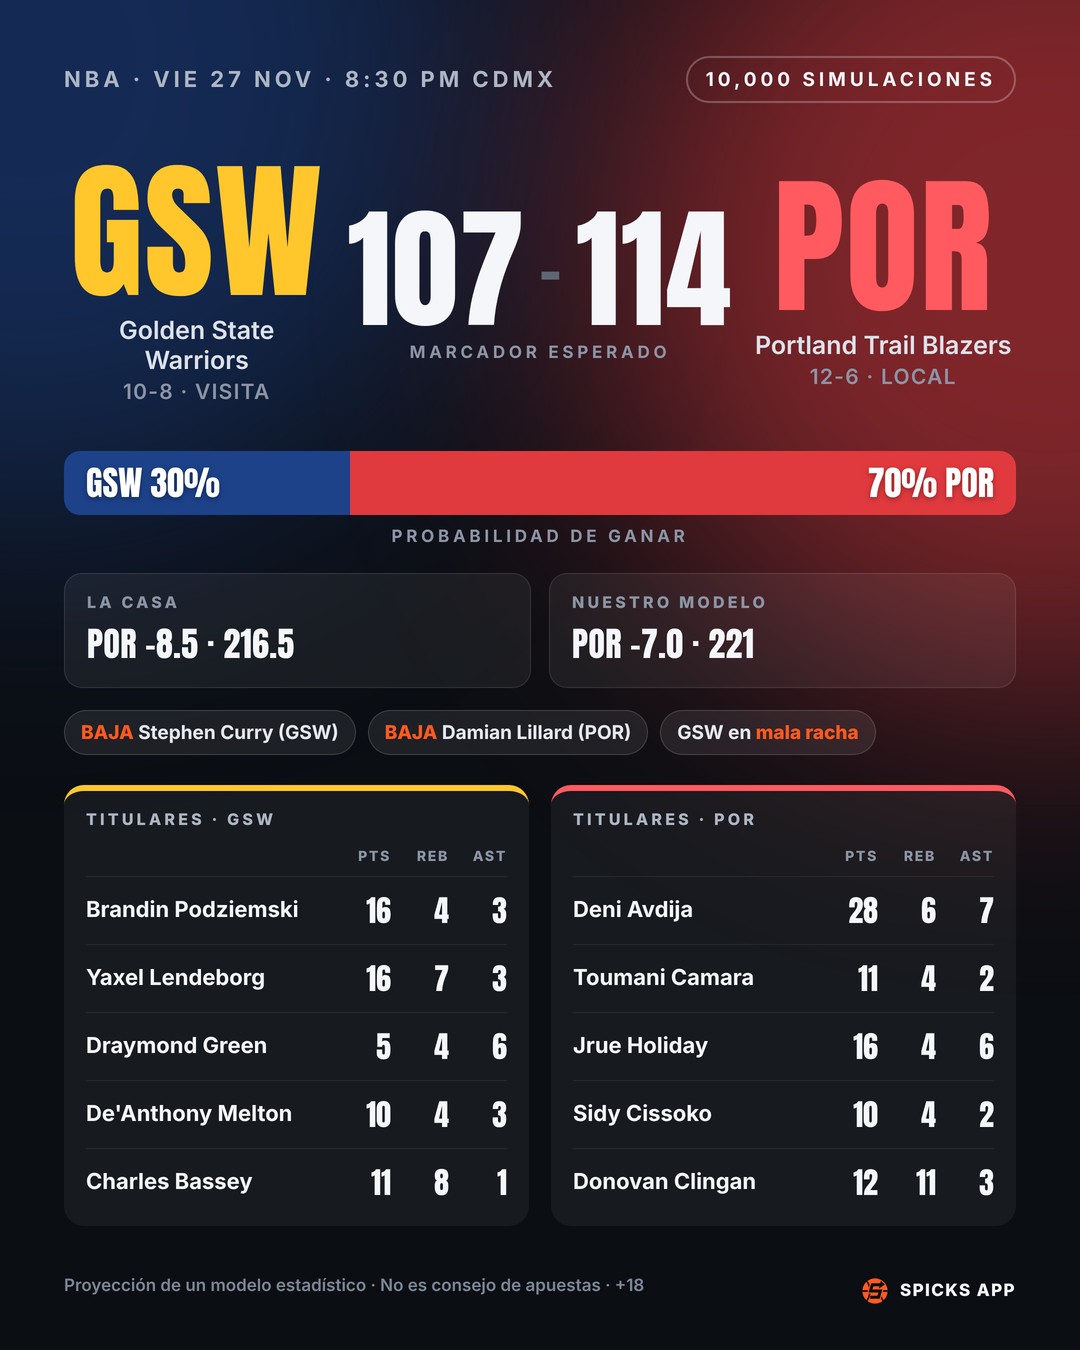 NBA · VIE 27 NOV · 8:30 PM CDMX
10,000 SIMULACIONES
GSW
107 - 114
POR
Golden State
Warriors
10-8 · VISITA
MARCADOR ESPERADO
Portland Trail Blazers
12-6 · LOCAL
GSW 30%
70% POR
PROBABILIDAD DE GANAR
LA CASA
POR -8.5 · 216.5
NUESTRO MODELO
POR -7.0 · 221
BAJA Stephen Curry (GSW)
BAJA Damian Lillard (POR)
GSW en mala racha
TITULARES · GSW
PTS REB AST
Brandin Podziemski 16 4 3
Yaxel Lendeborg 16 7 3
Draymond Green 5 4 6
De'Anthony Melton 10 4 3
Charles Bassey 11 8 1
TITULARES · POR
PTS REB AST
Deni Avdija 28 6 7
Toumani Camara 11 4 2
Jrue Holiday 16 4 6
Sidy Cissoko 10 4 2
Donovan Clingan 12 11 3
Proyección de un modelo estadístico · No es consejo de apuestas · +18
SPICKS APP